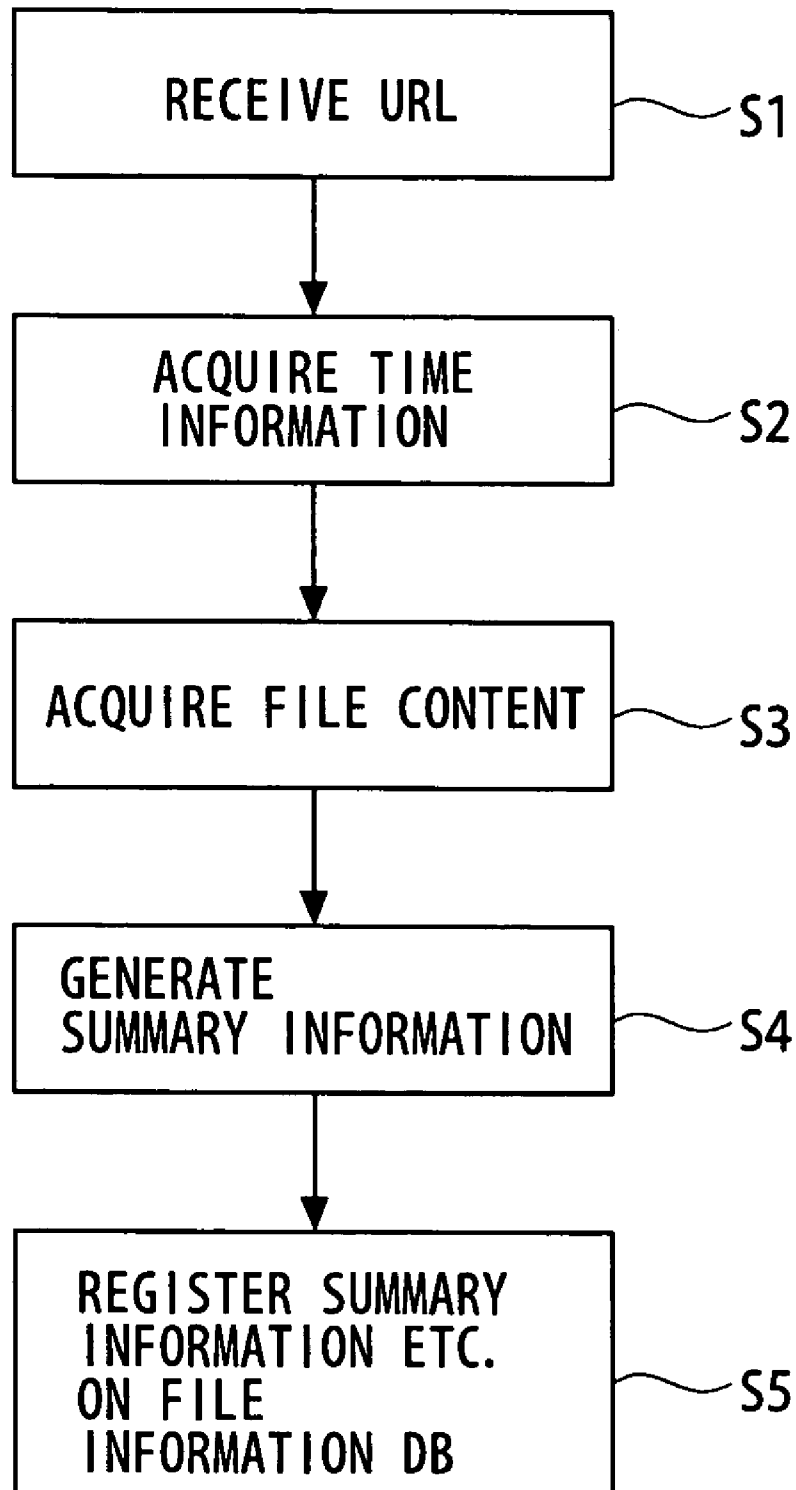 RECEIVE URL
S1
ACQUIRE TIME
INFORMATION
S2
ACQUIRE FILE CONTENT
S3
GENERATE
SUMMARY INFORMATION
S4
REGISTER SUMMARY
INFORMATION ETC.
ON FILE
INFORMATION DB
S5